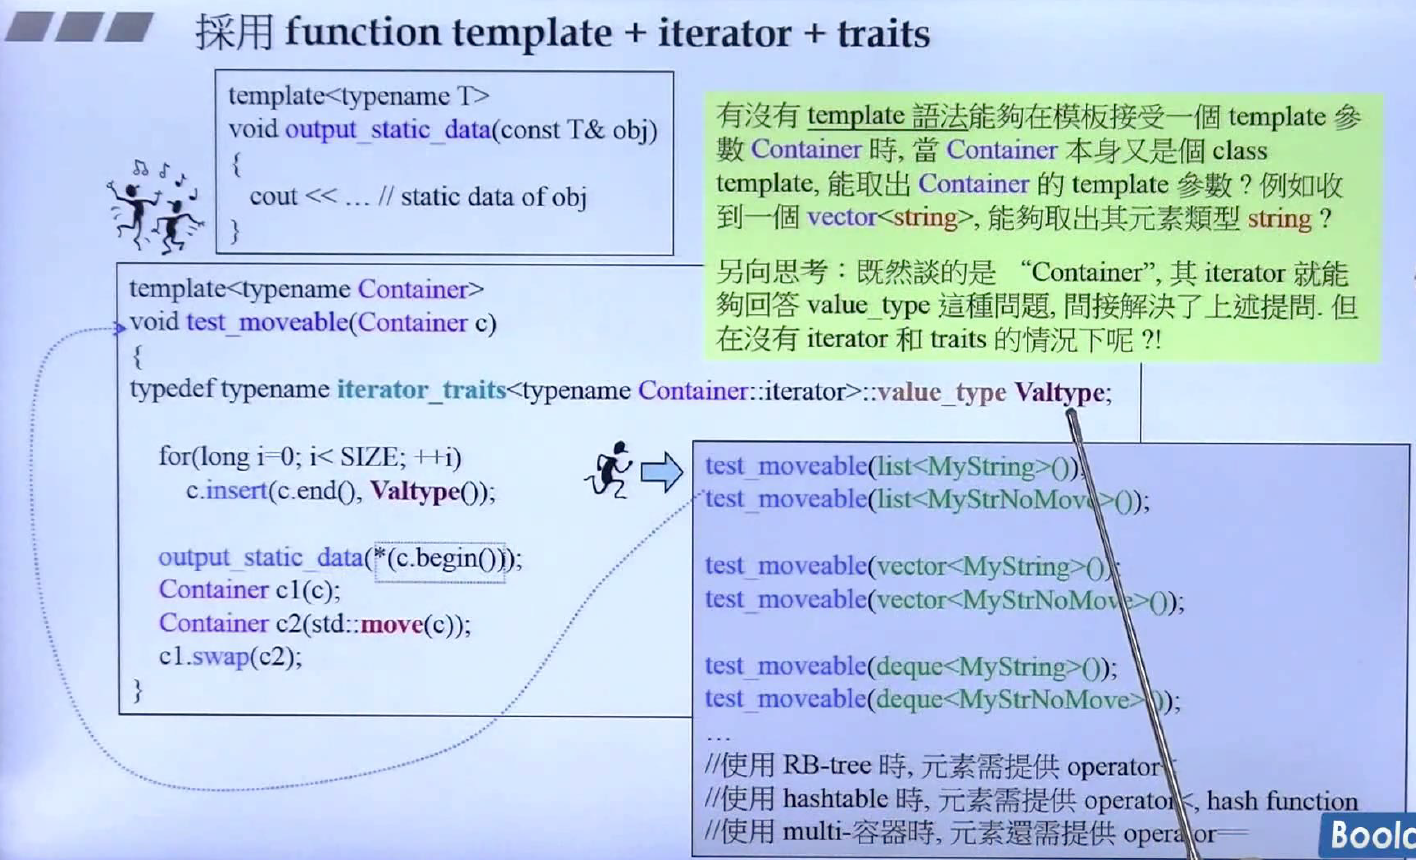 採用 function template + iterator + traits
template<typename T>
void output_static_data(const T& obj)
{
cout << … // static data of obj
}
有沒有 template 語法能夠在模板接受一個 template 參
數 Container 時, 當 Container 本身又是個 class
template, 能取出 Container 的 template 參數 ? 例如收
到一個 vector<string>, 能夠取出其元素類型 string ?
另向思考：既然談的是 “Container”, 其 iterator 就能
夠回答 value_type 這種問題, 間接解決了上述提問. 但
在沒有 iterator 和 traits 的情況下呢 ?!
template<typename Container>
void test_moveable(Container c)
{
typedef typename iterator_traits<typename Container::iterator>::value_type Valtype;
for(long i=0; i< SIZE; ++i)
c.insert(c.end(), Valtype());
output_static_data(*(c.begin()));
Container c1(c);
Container c2(std::move(c));
c1.swap(c2);
}
test_moveable(list<MyString>());
test_moveable(list<MyStrNoMove>());
test_moveable(vector<MyString>());
test_moveable(vector<MyStrNoMove>());
test_moveable(deque<MyString>());
test_moveable(deque<MyStrNoMove>());
…
//使用 RB-tree 時, 元素需提供 operator
//使用 hashtable 時, 元素需提供 operator<, hash function
//使用 multi-容器時, 元素還需提供 operator==